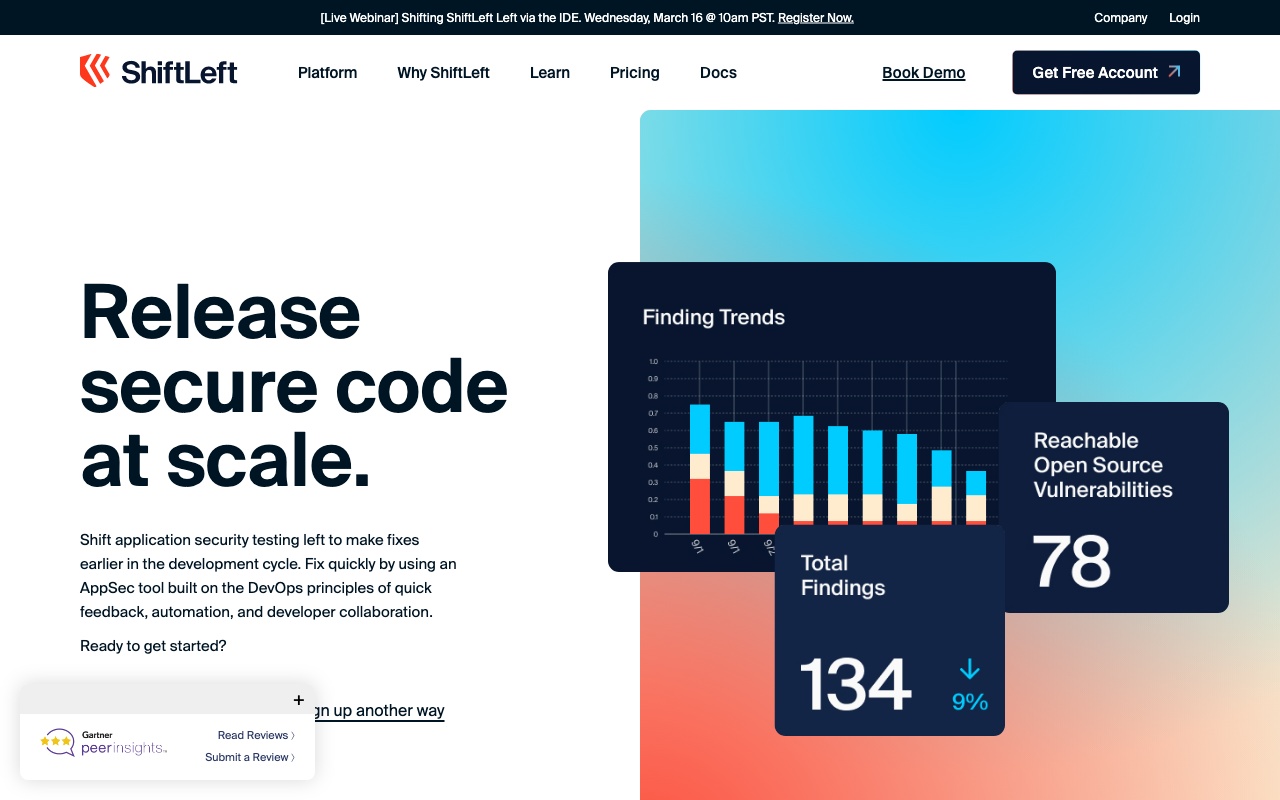 [Live Webinar] Shifting ShiftLeft Left via the IDE. Wednesday, March 16 @ 10am PST. Register Now.
Company
Login
ShiftLeft
Platform
Why ShiftLeft
Learn
Pricing
Docs
Book Demo
Get Free Account
Release
secure code
at scale.
Shift application security testing left to make fixes
earlier in the development cycle. Fix quickly by using an
AppSec tool built on the DevOps principles of quick
feedback, automation, and developer collaboration.
Ready to get started?
gn up another way
+
Gartner
peerinsights™
Read Reviews 〉
Submit a Review 〉
Finding Trends
1.0
0.9
0.8
0.7
0.6
0.5
0.4
0.3
0.2
0.1
0
9/1
9/1
9/2
Reachable
Open Source
Vulnerabilities
78
Total
Findings
134
9%